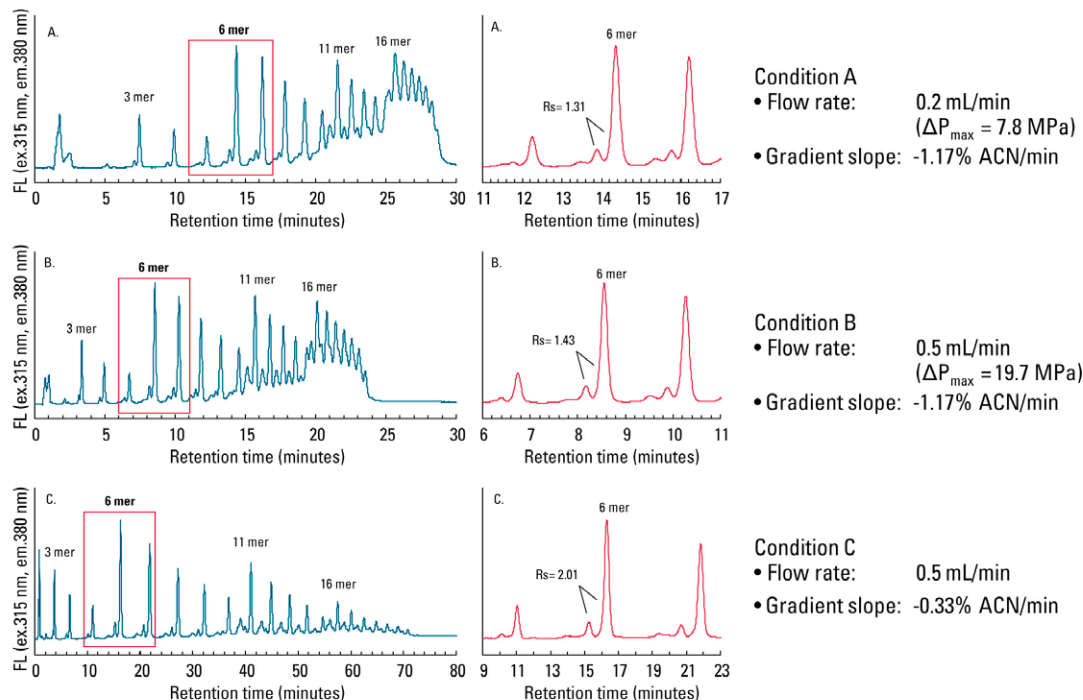 FL (ex.315 nm, em.380 nm)
A.
3 mer
6 mer
11 mer
16 mer
0 5 10 15 20 25 30
Retention time (minutes)
A.
6 mer
Rs= 1.31
11 12 13 14 15 16 17
Retention time (minutes)
Condition A
• Flow rate: 0.2 mL/min
(ΔPmax = 7.8 MPa)
• Gradient slope: -1.17% ACN/min
FL (ex.315 nm, em.380 nm)
B.
3 mer
6 mer
11 mer
16 mer
0 5 10 15 20 25 30
Retention time (minutes)
B.
6 mer
Rs= 1.43
6 7 8 9 10 11
Retention time (minutes)
Condition B
• Flow rate: 0.5 mL/min
(ΔPmax = 19.7 MPa)
• Gradient slope: -1.17% ACN/min
FL (ex.315 nm, em.380 nm)
C.
3 mer
6 mer
11 mer
16 mer
0 10 20 30 40 50 60 70 80
Retention time (minutes)
C.
6 mer
Rs= 2.01
9 11 13 15 17 19 21 23
Retention time (minutes)
Condition C
• Flow rate: 0.5 mL/min
• Gradient slope: -0.33% ACN/min